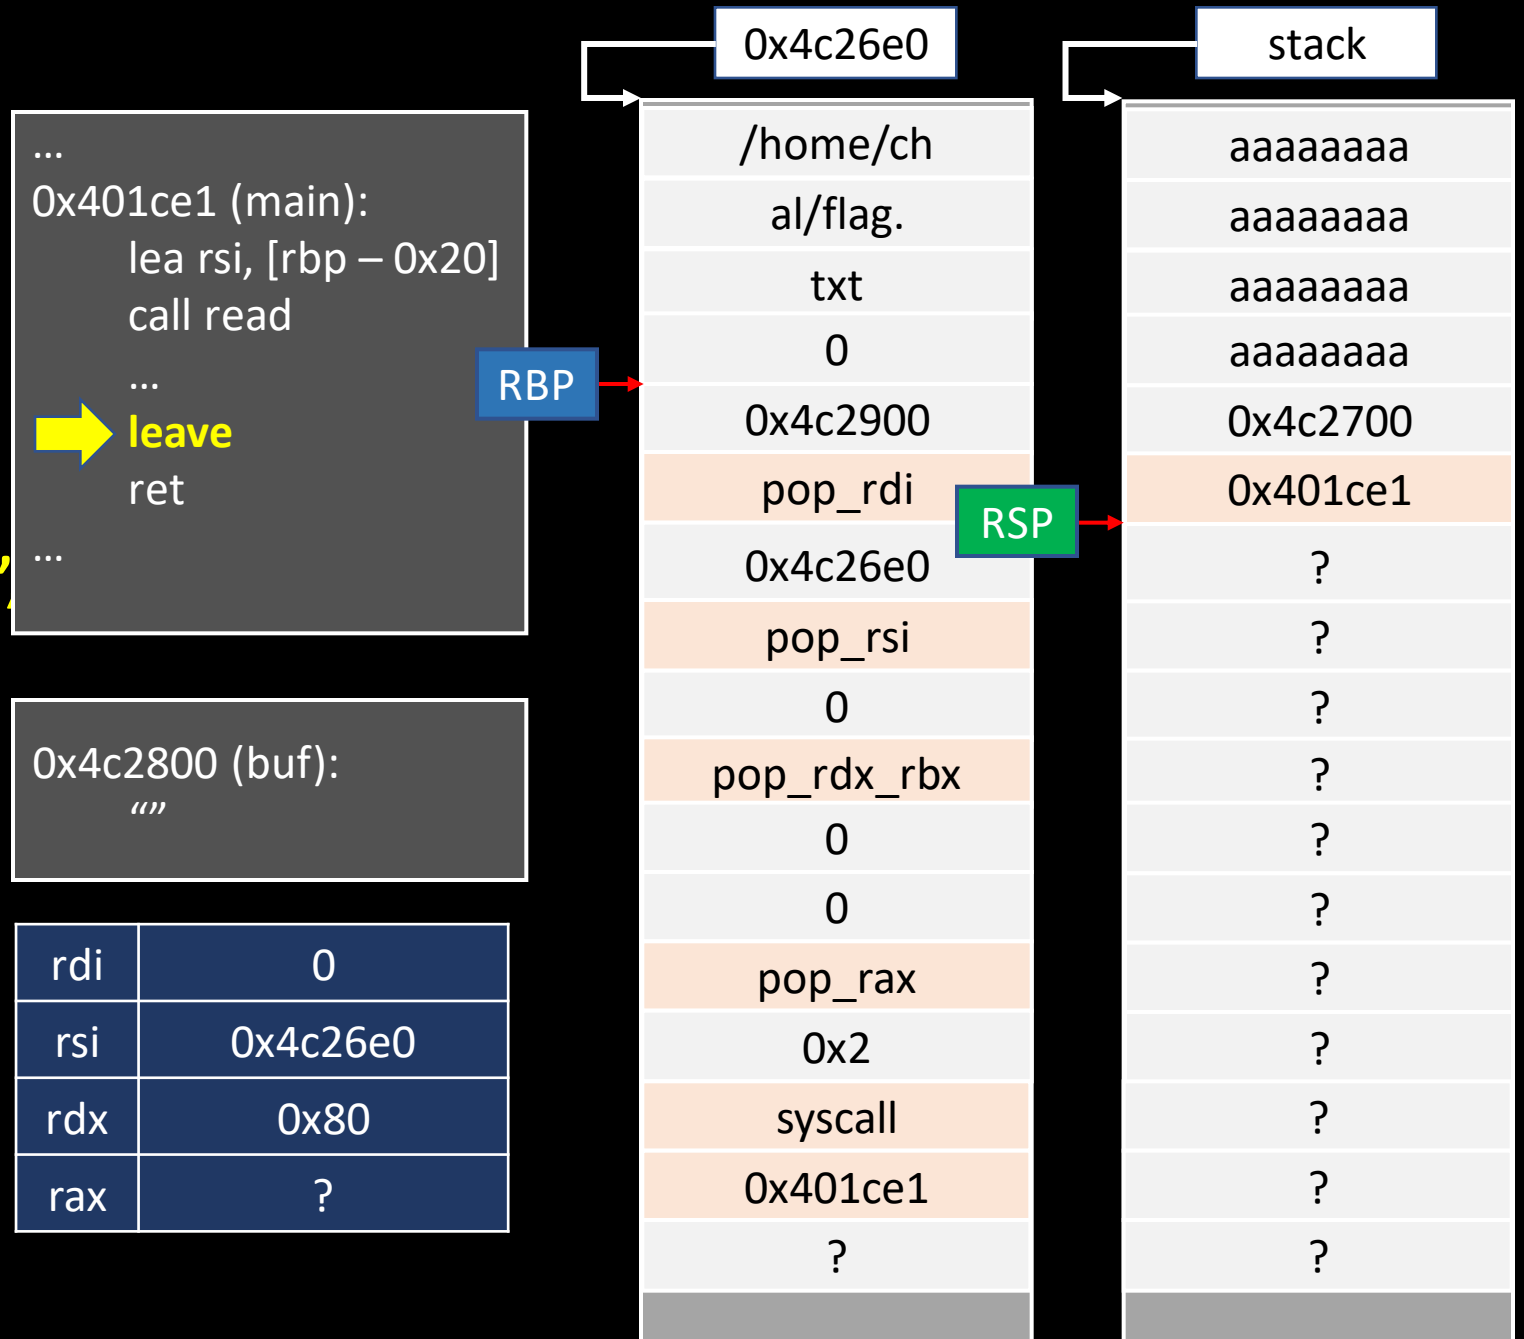 0x4c26e0
stack
...
0x401ce1 (main):
lea rsi, [rbp – 0x20]
call read
...
leave
ret
...
”
RBP
RSP
/home/ch
al/flag.
txt
0
0x4c2900
pop_rdi
0x4c26e0
pop_rsi
0
pop_rdx_rbx
0
0
pop_rax
0x2
syscall
0x401ce1
?
aaaaaaaa
aaaaaaaa
aaaaaaaa
aaaaaaaa
0x4c2700
0x401ce1
?
?
?
?
?
?
?
?
?
?
?
0x4c2800 (buf):
“”
rdi 0
rsi 0x4c26e0
rdx 0x80
rax ?